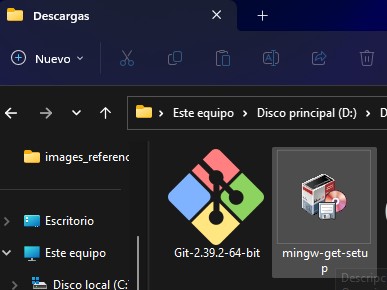 Descargas
Nuevo
Este equipo
Disco principal (D:)
D
images_referenc
Escritorio
Este equipo
Disco local (C:
Git-2.39.2-64-bit
mingw-get-setu
p
Descripc